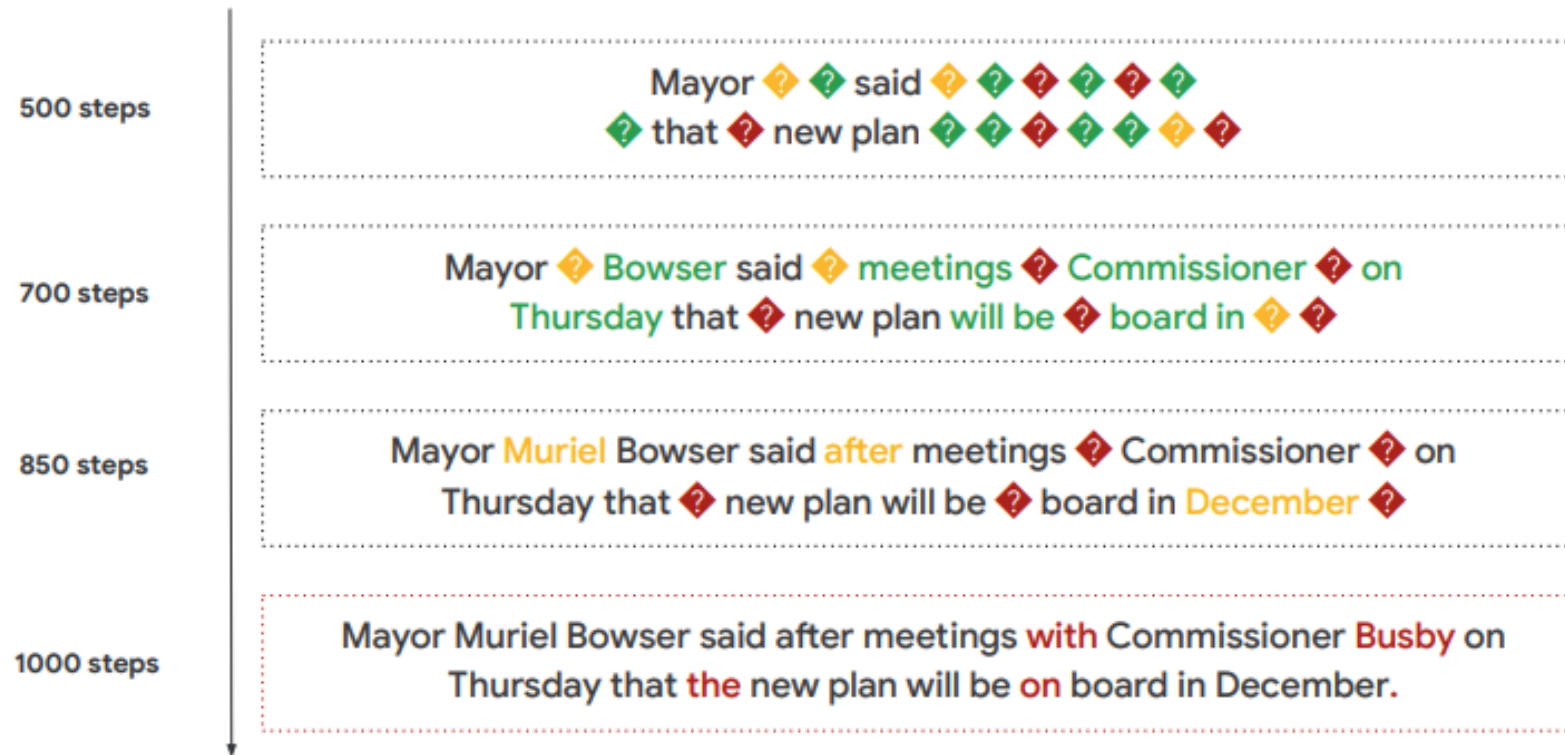 500 steps
Mayor � � said � � � � � �
� that � new plan � � � � � � �
700 steps
Mayor � Bowser said � meetings � Commissioner � on
Thursday that � new plan will be � board in � �
850 steps
Mayor Muriel Bowser said after meetings � Commissioner � on
Thursday that � new plan will be � board in December �
1000 steps
Mayor Muriel Bowser said after meetings with Commissioner Busby on
Thursday that the new plan will be on board in December.